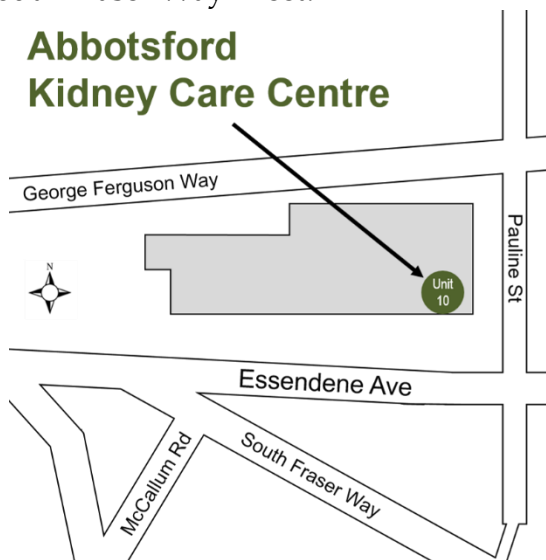 Abbotsford
Kidney Care Centre
George Ferguson Way
N
Unit
10
Pauline St
Essendene Ave
McCallum Rd
South Fraser Way